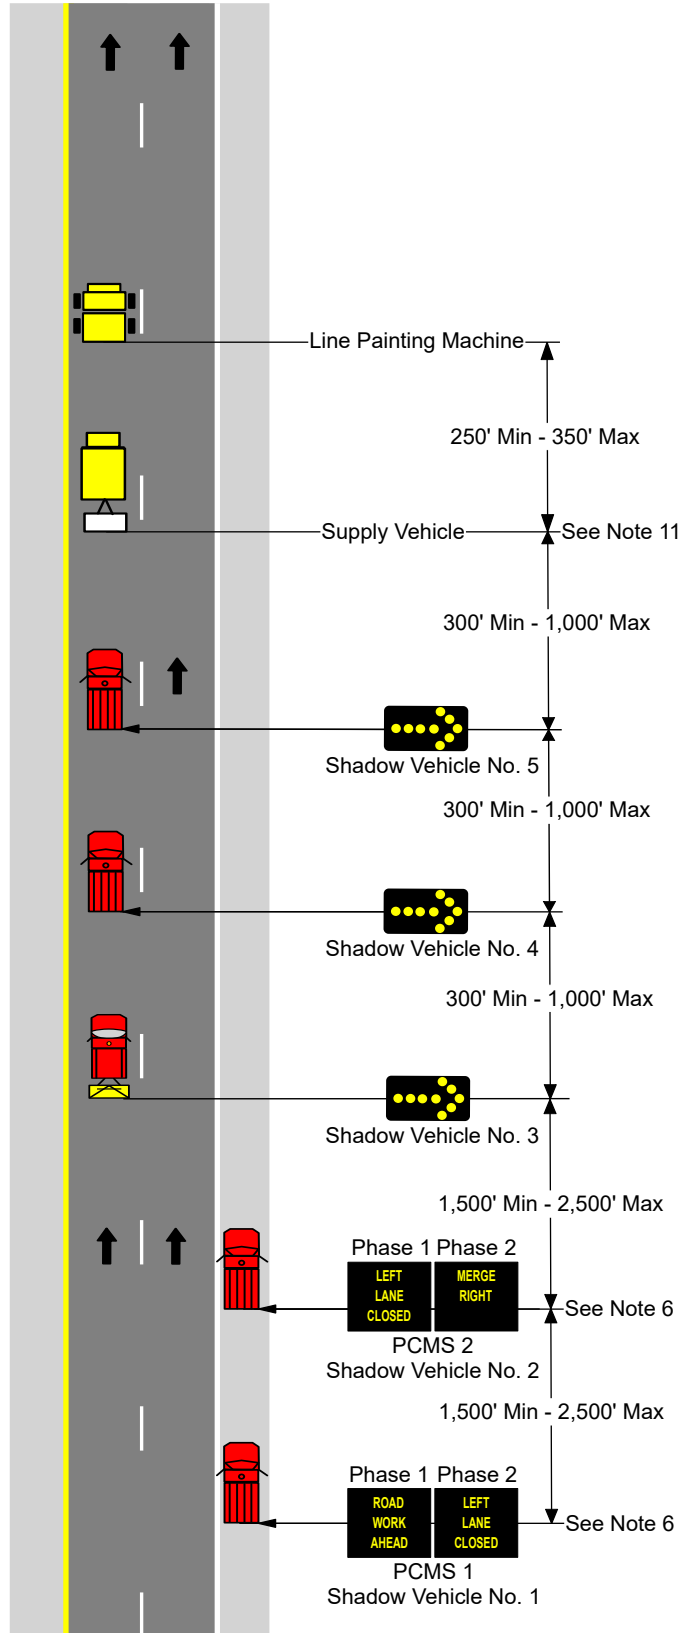 Line Painting Machine
250' Min - 350' Max
Supply Vehicle
See Note 11
300' Min - 1,000' Max
Shadow Vehicle No. 5
300' Min - 1,000' Max
Shadow Vehicle No. 4
300' Min - 1,000' Max
Shadow Vehicle No. 3
1,500' Min - 2,500' Max
Phase 1 Phase 2
LEFT
LANE
CLOSED
MERGE
RIGHT
See Note 6
PCMS 2
Shadow Vehicle No. 2
1,500' Min - 2,500' Max
Phase 1 Phase 2
ROAD
WORK
AHEAD
LEFT
LANE
CLOSED
See Note 6
PCMS 1
Shadow Vehicle No. 1